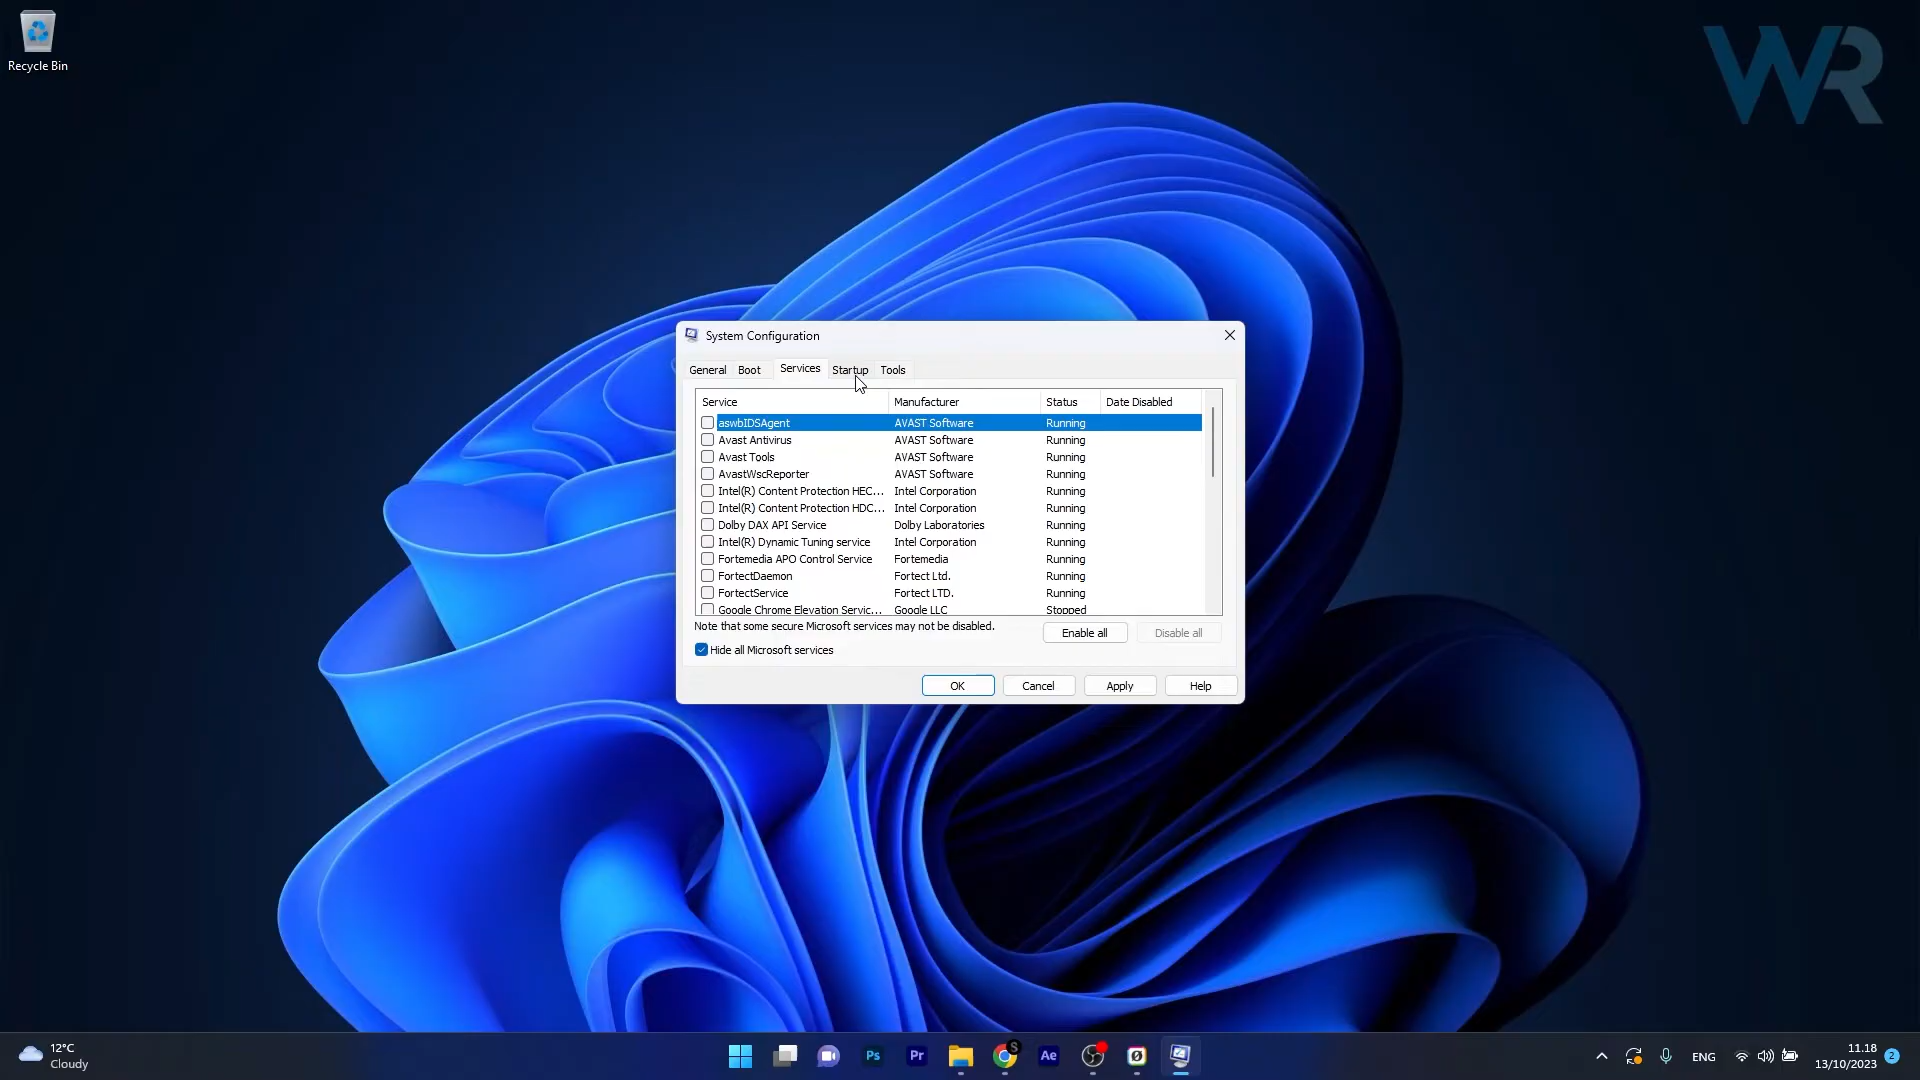 Recycle Bin
WR
System Configuration
General Boot Services Startup Tools
Service Manufacturer Status Date Disabled
aswbIDSAgent AVAST Software Running
Avast Antivirus AVAST Software Running
Avast Tools AVAST Software Running
AvastWscReporter AVAST Software Running
Intel(R) Content Protection HEC... Intel Corporation Running
Intel(R) Content Protection HDC... Intel Corporation Running
Dolby DAX API Service Dolby Laboratories Running
Intel(R) Dynamic Tuning service Intel Corporation Running
Fortemedia APO Control Service Fortemedia Running
FortectDaemon Fortect Ltd. Running
FortectService Fortect LTD. Running
Google Chrome Elevation Servic... Google LLC Stopped
Note that some secure Microsoft services may not be disabled.
Enable all Disable all
Hide all Microsoft services
OK Cancel Apply Help
12°C
Cloudy
Ps Pr S Ae
ENG
11.18
13/10/2023
2